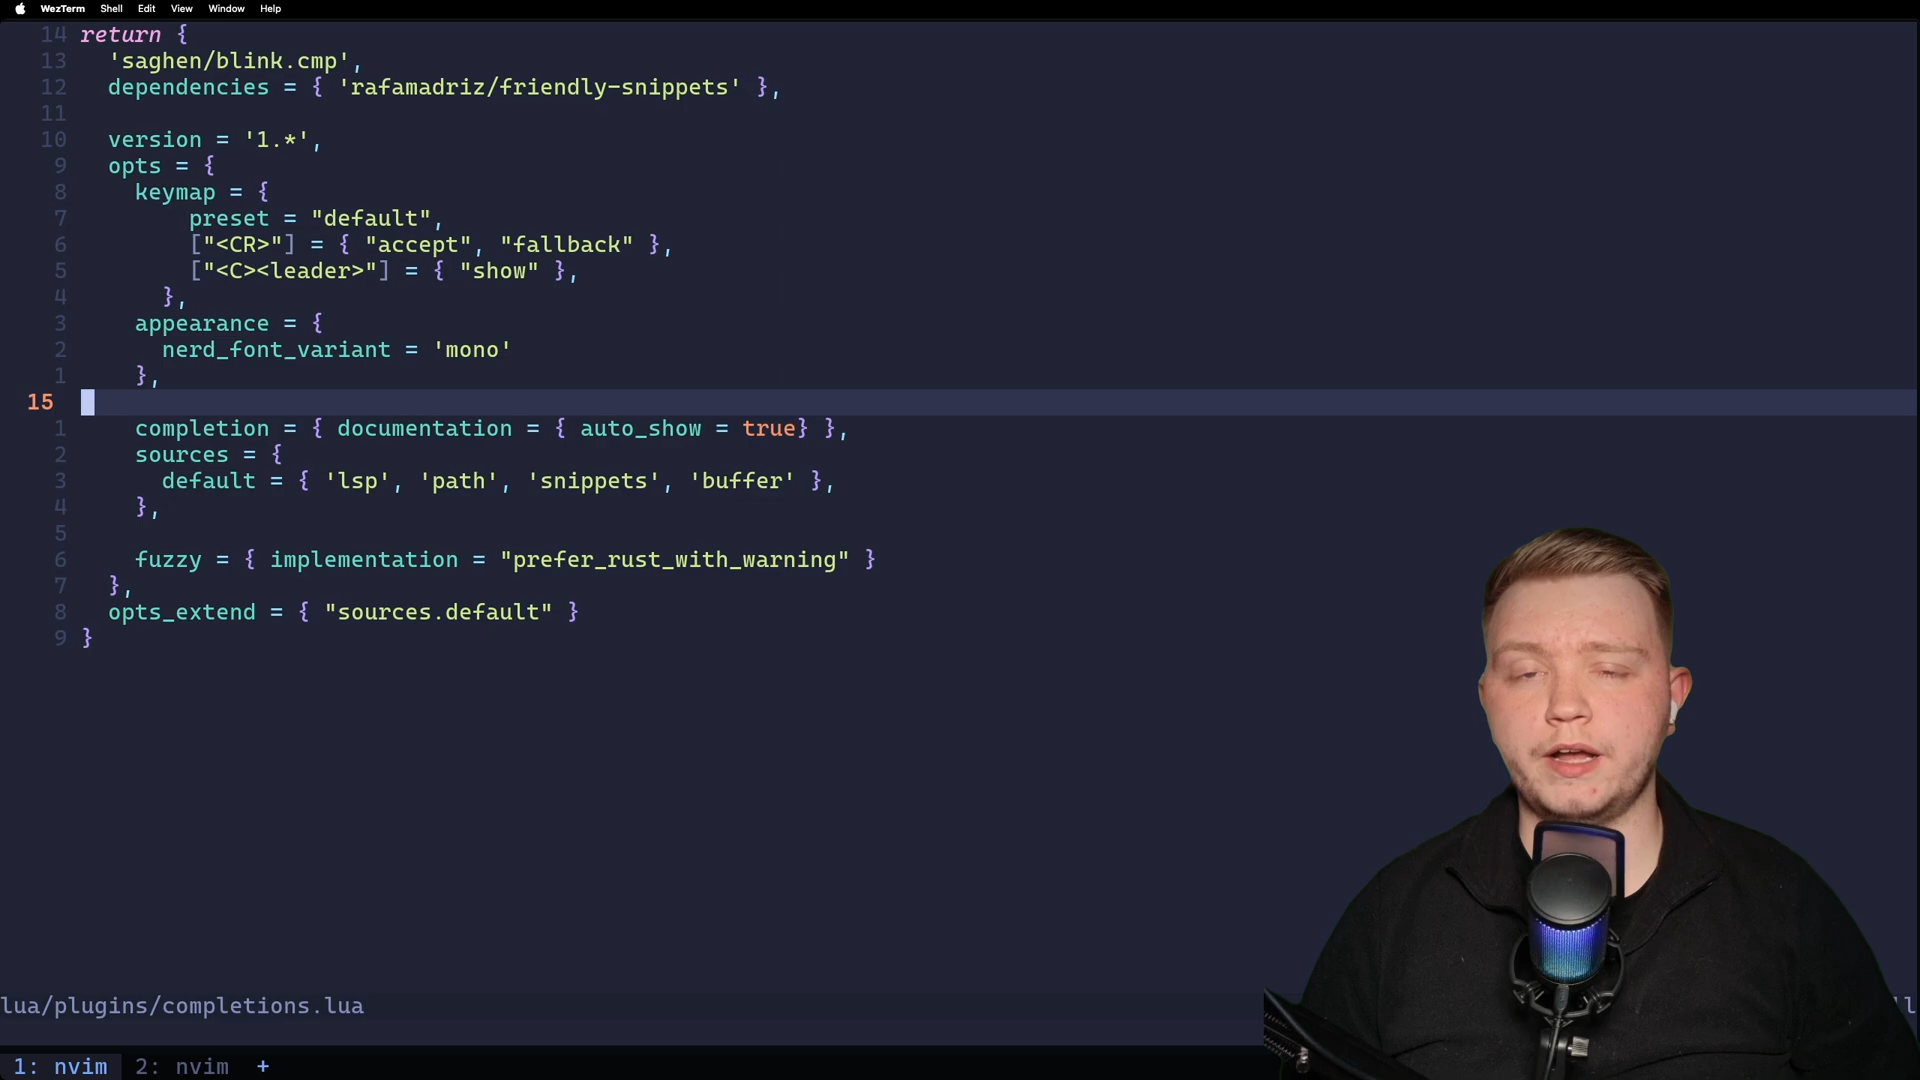 WezTerm Shell Edit View Window Help
14 return {
13 'saghen/blink.cmp',
12 dependencies = { 'rafamadriz/friendly-snippets' },
11
10 version = '1.*',
9 opts = {
8 keymap = {
7 preset = "default",
6 ["<CR>"] = { "accept", "fallback" },
5 ["<C><leader>"] = { "show" },
4 },
3 appearance = {
2 nerd_font_variant = 'mono'
1 },
15
1 completion = { documentation = { auto_show = true} },
2 sources = {
3 default = { 'lsp', 'path', 'snippets', 'buffer' },
4 },
5
6 fuzzy = { implementation = "prefer_rust_with_warning" }
7 },
8 opts_extend = { "sources.default" }
9 }
lua/plugins/completions.lua
1: nvim 2: nvim +